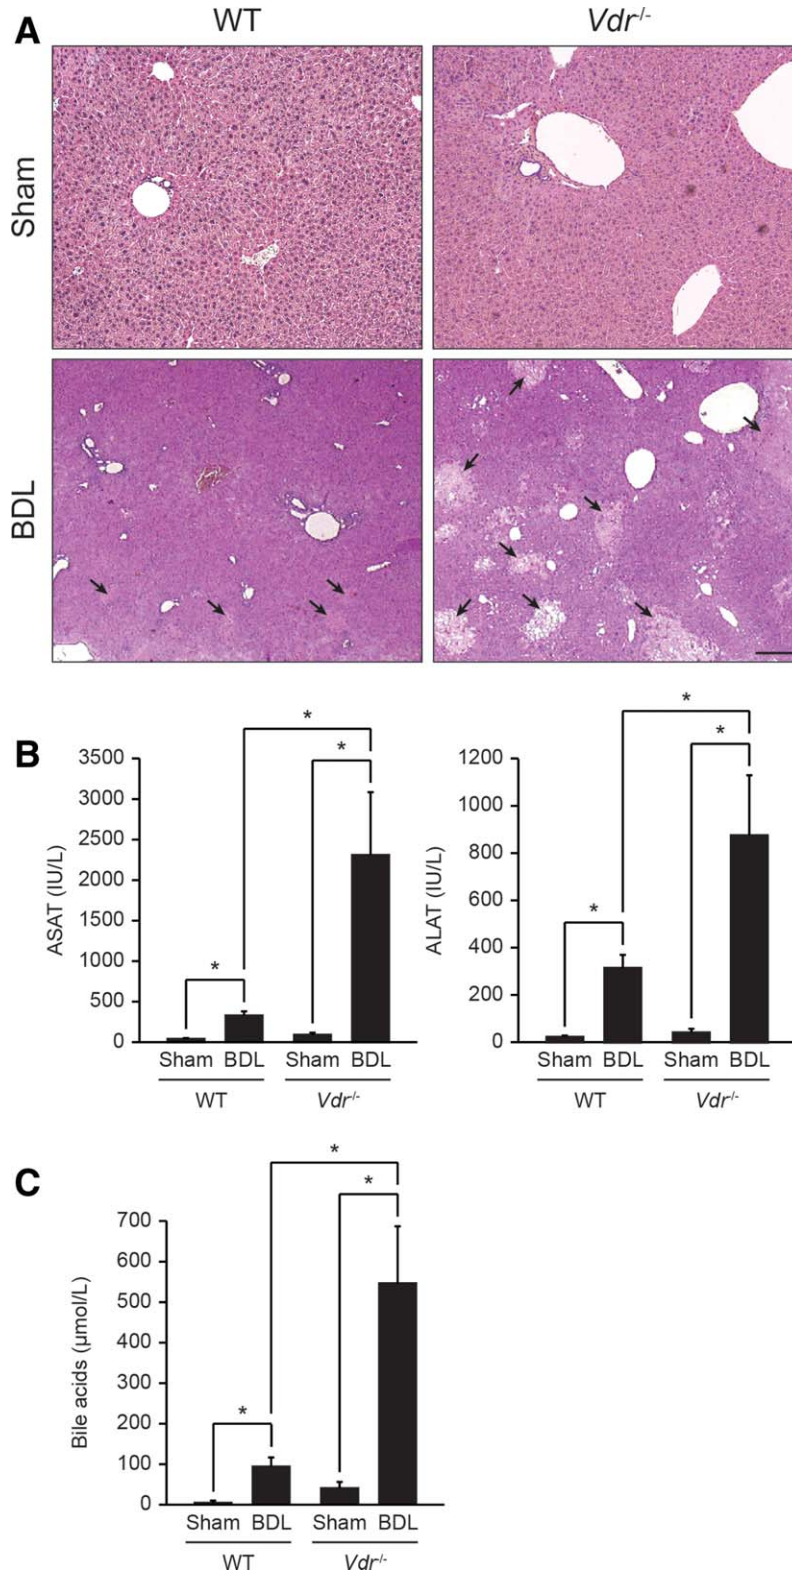 WT Vdr-/-
A
Sham
BDL
B
* *
* *
* *
3500
3000
2500
2000
1500
1000
500
0
ASAT (IU/L)
Sham BDL Sham BDL
WT Vdr-/-
1200
1000
800
600
400
200
0
ALAT (IU/L)
Sham BDL Sham BDL
WT Vdr-/-
C
*
*
*
700
600
500
400
300
200
100
0
Bile acids (µmol/L)
Sham BDL Sham BDL
WT Vdr-/-